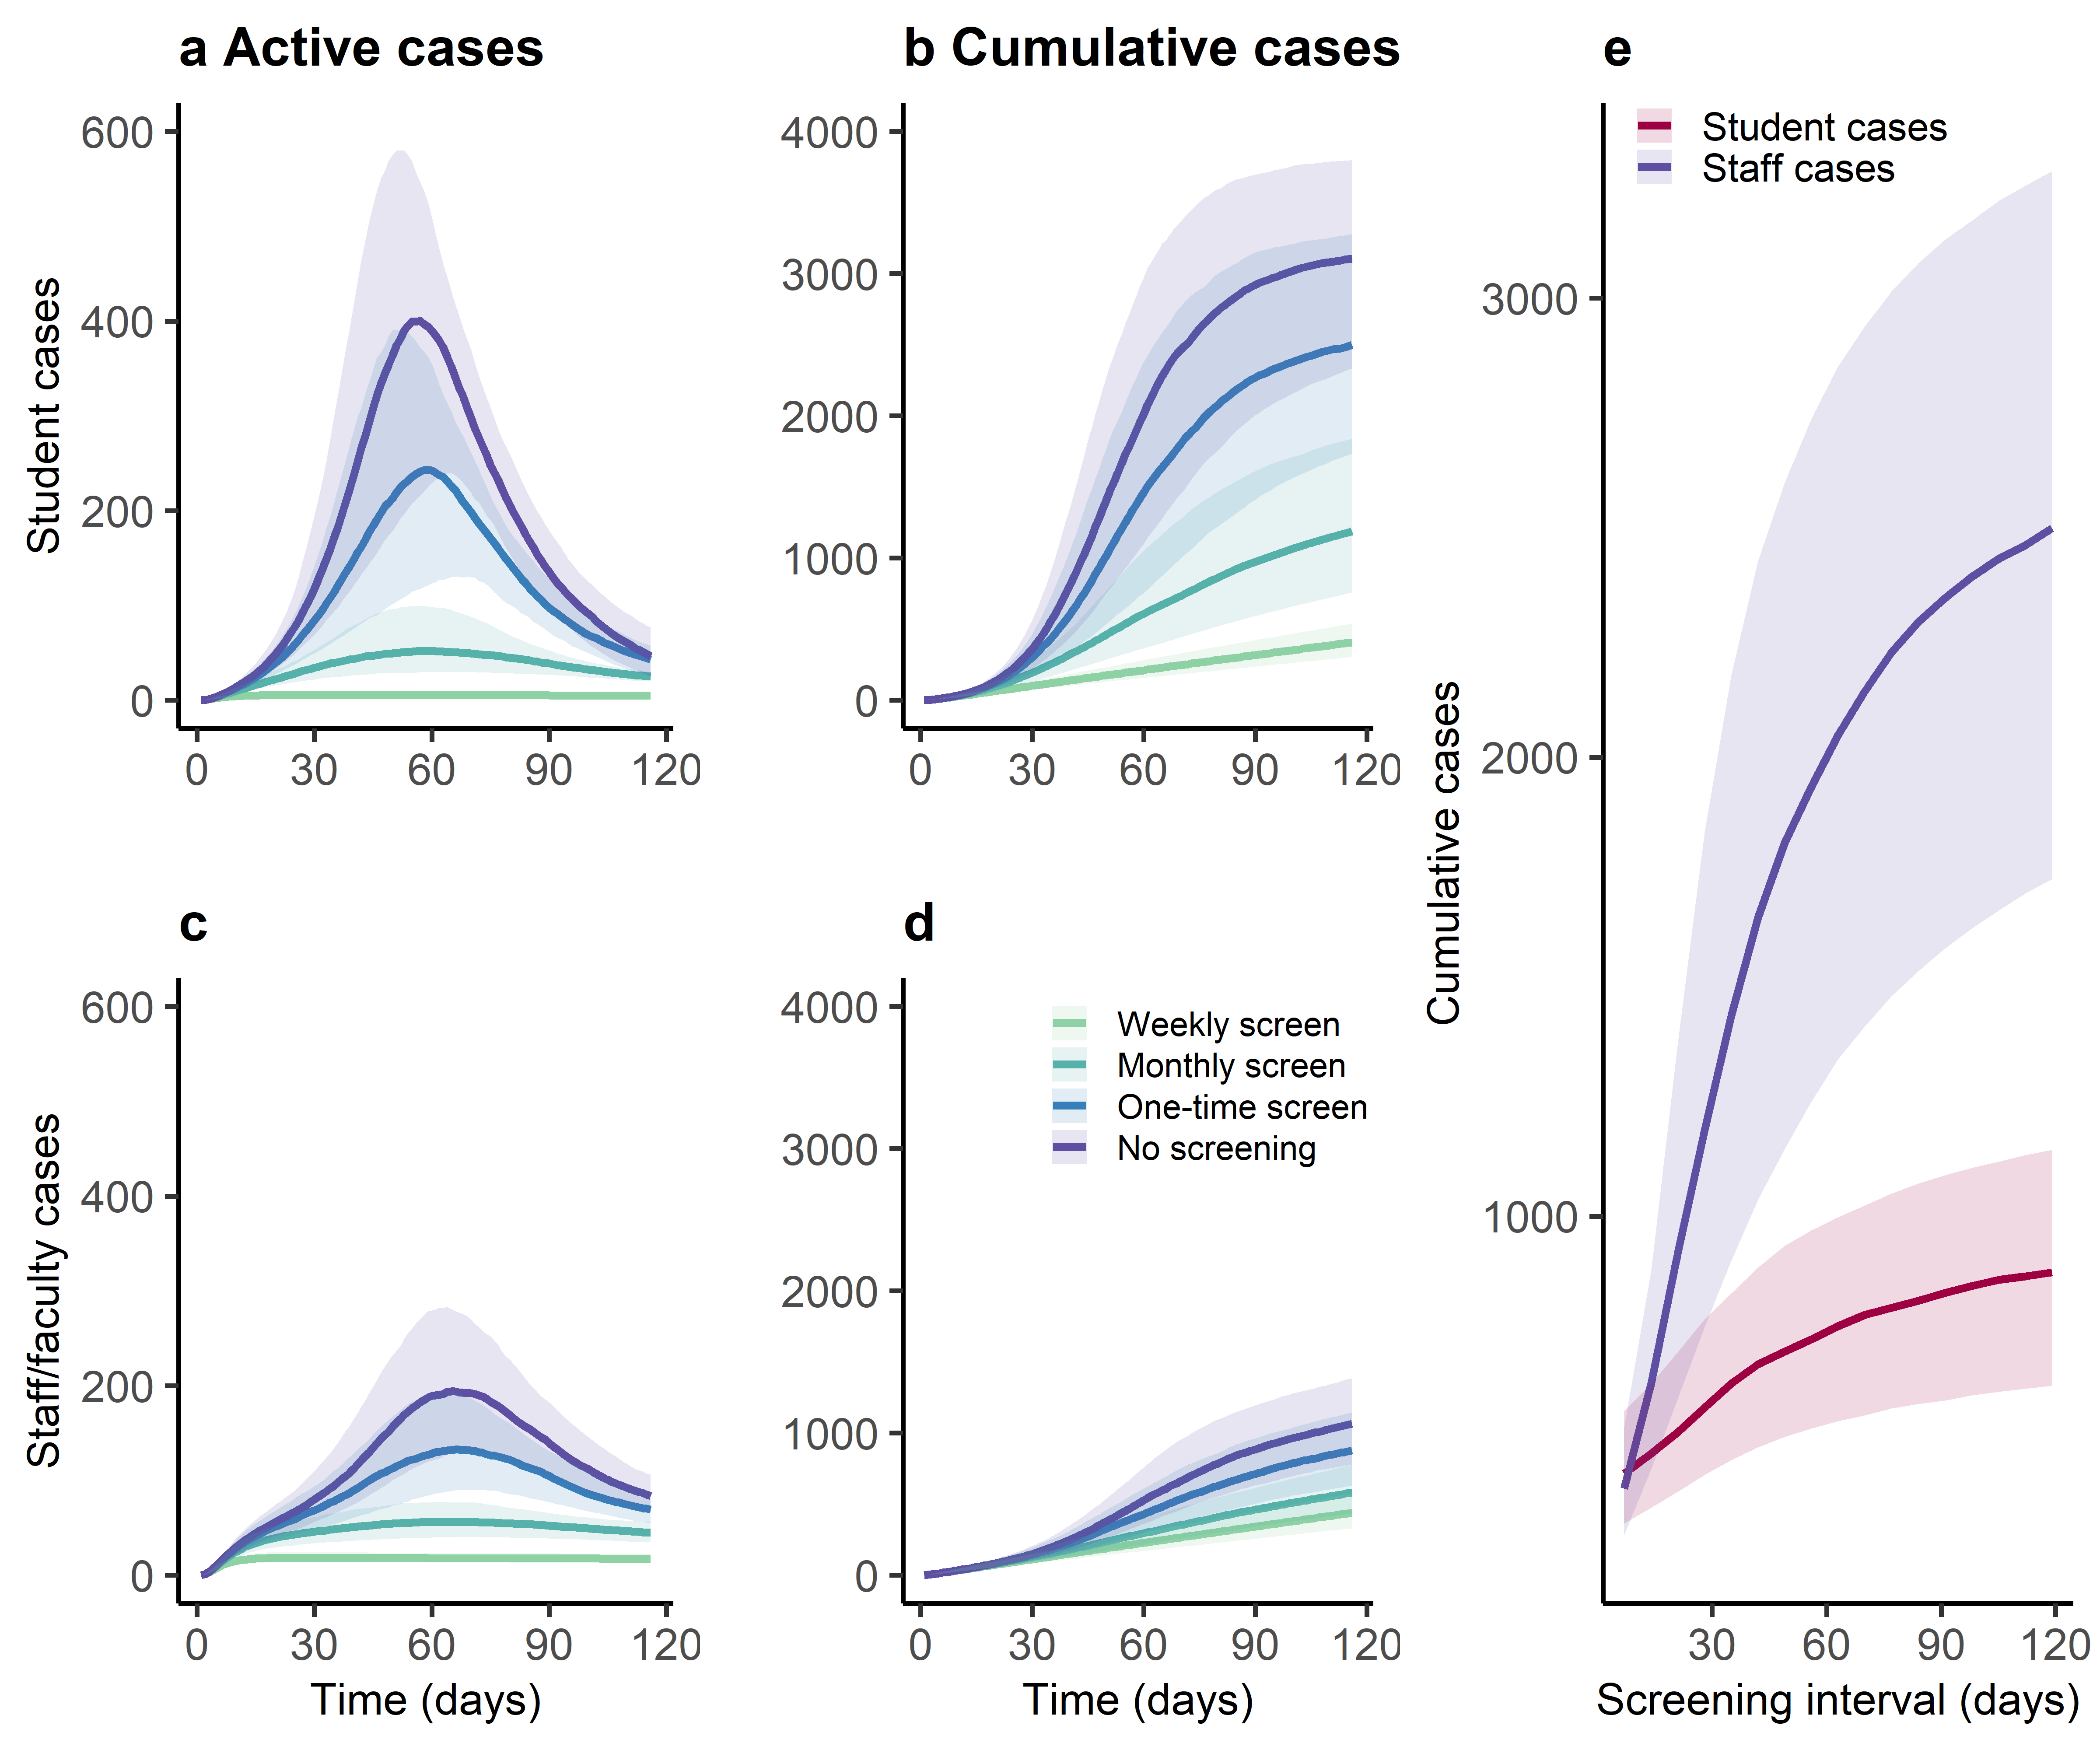 a Active cases
600
400
200
0
Student cases
0 30 60 90 120
b Cumulative cases
4000
3000
2000
1000
0
0 30 60 90 120
c
600
400
200
0
Staff/faculty cases
0 30 60 90 120
Time (days)
d
4000
3000
2000
1000
0
Weekly screen
Monthly screen
One-time screen
No screening
0 30 60 90 120
Time (days)
e
Student cases
Staff cases
3000
2000
1000
Cumulative cases
30 60 90 120
Screening interval (days)